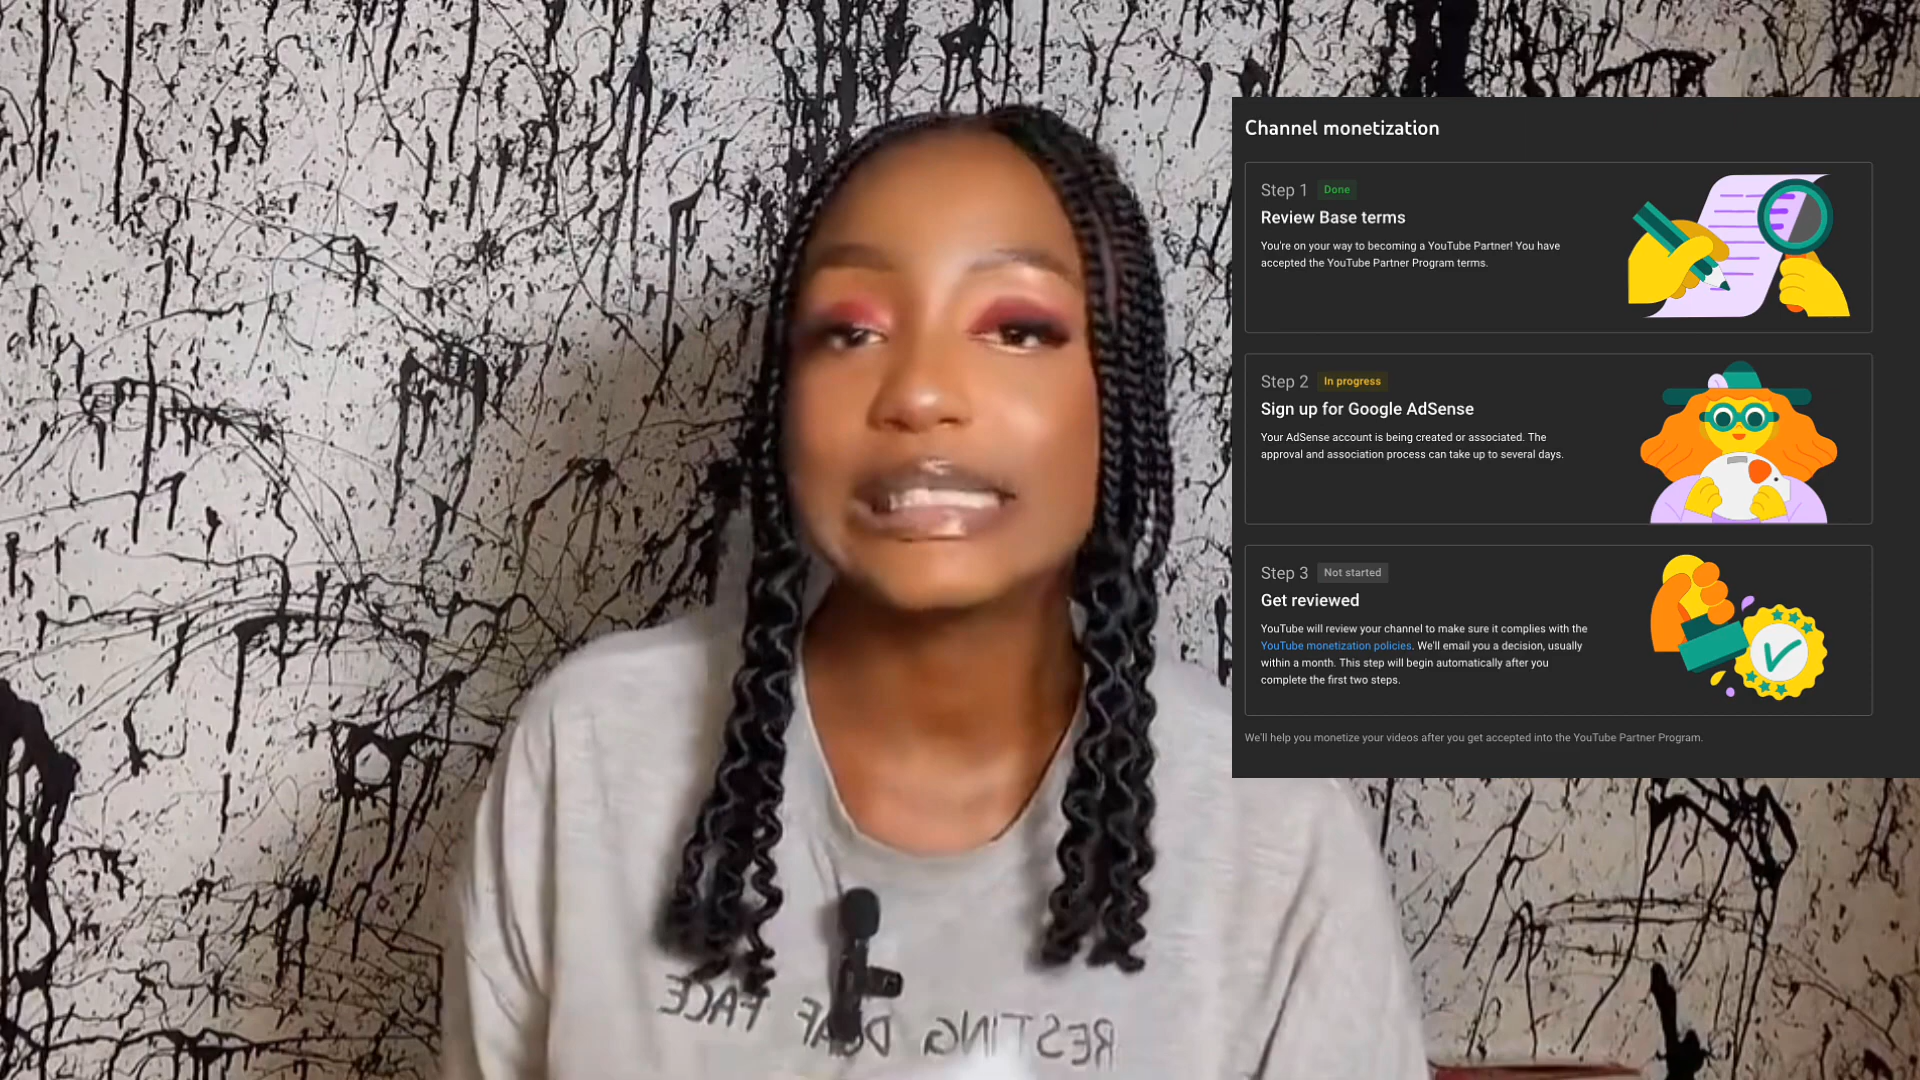 Channel monetization
Step 1 Done
Review Base terms
You're on your way to becoming a YouTube Partner! You have
accepted the YouTube Partner Program terms.
Step 2 In progress
Sign up for Google AdSense
Your AdSense account is being created or associated. The
approval and association process can take up to several days.
Step 3 Not started
Get reviewed
YouTube will review your channel to make sure it complies with the
YouTube monetization policies. We'll email you a decision, usually
within a month. This step will begin automatically after you
complete the first two steps.
We'll help you monetize your videos after you get accepted into the YouTube Partner Program.
RESTING FACE